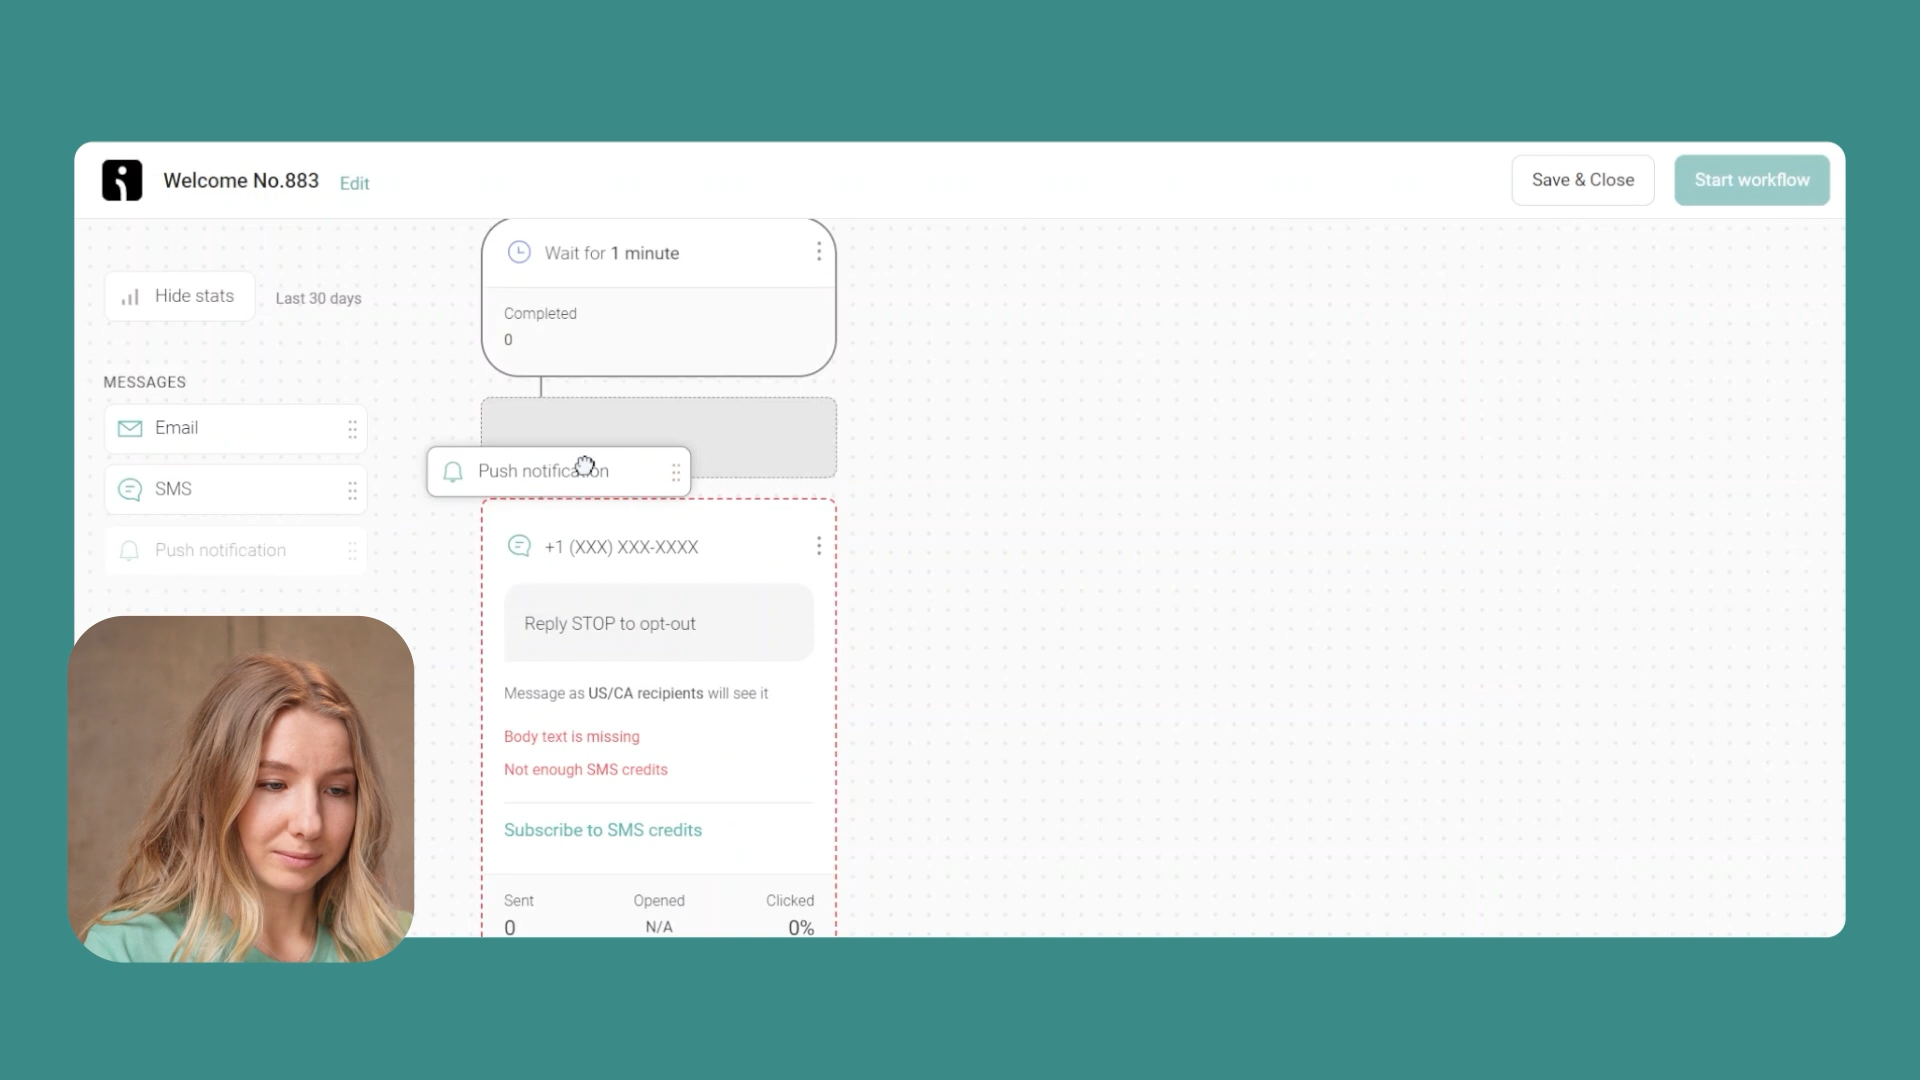 Welcome No.883 Edit
Save & Close
Start workflow
Hide stats
Last 30 days
MESSAGES
Email
SMS
Push notification
Wait for 1 minute
Completed
0
Push notification
+1 (XXX) XXX-XXXX
Reply STOP to opt-out
Message as US/CA recipients will see it
Body text is missing
Not enough SMS credits
Subscribe to SMS credits
Sent Opened Clicked
0 N/A 0%